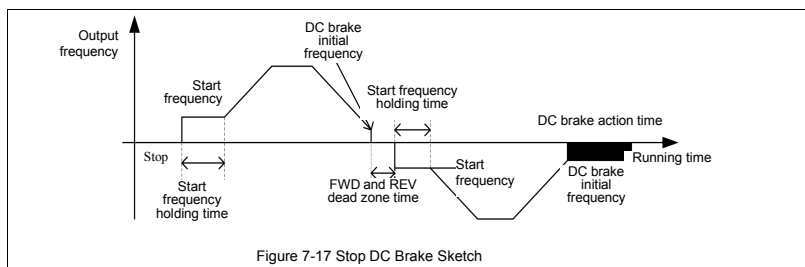 Output
frequency
DC brake
initial
frequency
Start
frequency
Start frequency
holding time
DC brake action time
Stop
Running time
Start
frequency
holding time
FWD and REV
dead zone time
Start
frequency
DC brake
initial
frequency
Figure 7-17 Stop DC Brake Sketch